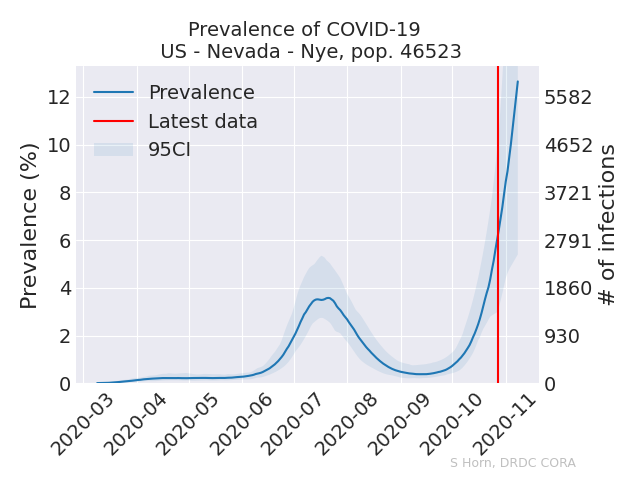 Prevalence of COVID-19
US - Nevada - Nye, pop. 46523
Prevalence
Latest data
95CI
Prevalence (%)
12
10
8
6
4
2
0
5582
4652
3721
2791
1860
930
0
# of infections
2020-03
2020-04
2020-05
2020-06
2020-07
2020-08
2020-09
2020-10
2020-11
S Horn, DRDC CORA